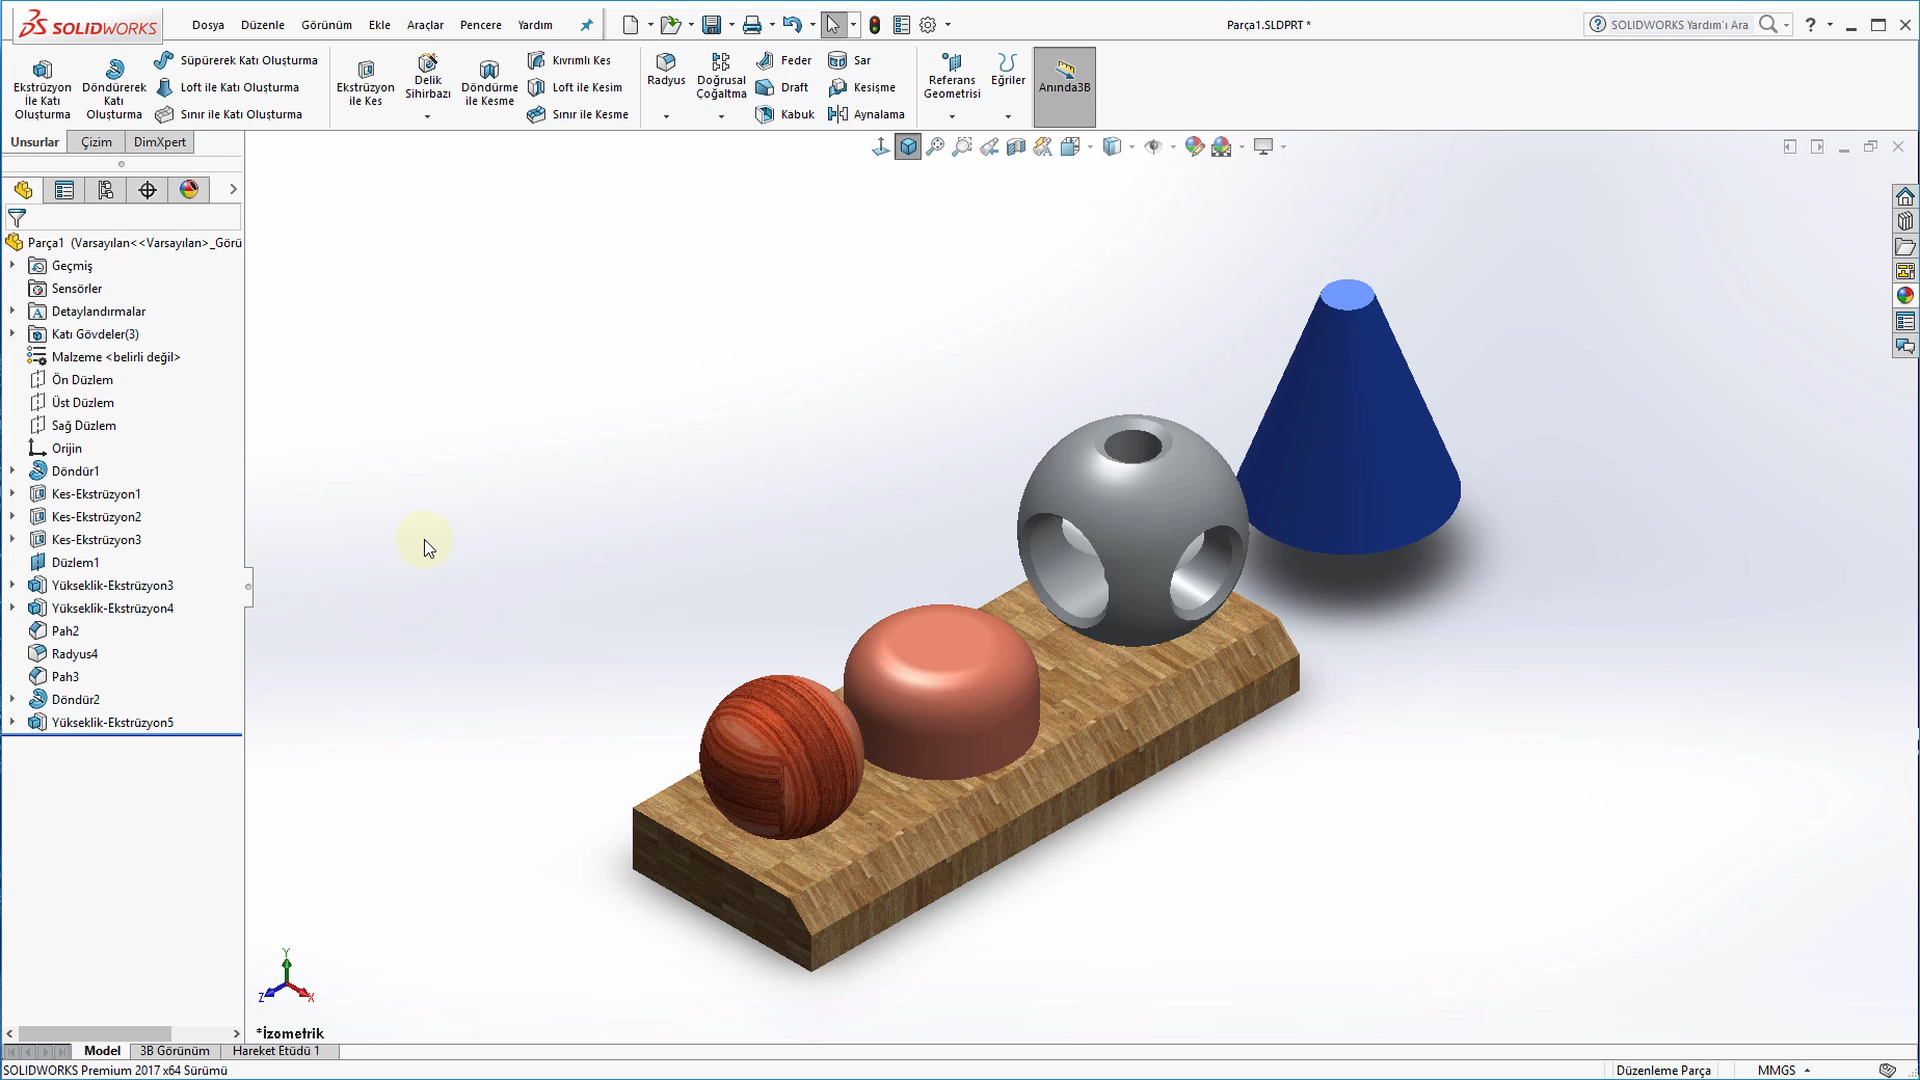 SOLIDWORKS
Dosya Düzenle Görünüm Ekle Araçlar Pencere Yardım
Parça1.SLDPRT *
SOLIDWORKS Yardım'ı Ara
Ekstrüzyon ile Katı Oluşturma
Döndürerek Katı Oluşturma
Süpürerek Katı Oluşturma
Loft ile Katı Oluşturma
Sınır ile Katı Oluşturma
Ekstrüzyon ile Kes
Delik Sihirbazı
Döndürme ile Kesme
Kıvrımlı Kes
Loft ile Kesim
Sınır ile Kesme
Radyus
Doğrusal Çoğaltma
Feder
Draft
Kabuk
Sar
Kesişme
Aynalama
Referans Geometrisi
Eğriler
Anında3B
Unsurlar Çizim DimXpert
Parça1 (Varsayılan<<Varsayılan>_Görü
Geçmiş
Sensörler
Detaylandırmalar
Katı Gövdeler(3)
Malzeme <belirli değil>
Ön Düzlem
Üst Düzlem
Sağ Düzlem
Orijin
Döndür1
Kes-Ekstrüzyon1
Kes-Ekstrüzyon2
Kes-Ekstrüzyon3
Düzlem1
Yükseklik-Ekstrüzyon3
Yükseklik-Ekstrüzyon4
Pah2
Radyus4
Pah3
Döndür2
Yükseklik-Ekstrüzyon5
Y
Z
X
*İzometrik
Model 3B Görünüm Hareket Etüdü 1
SOLIDWORKS Premium 2017 x64 Sürümü
Düzenleme Parça
MMGS